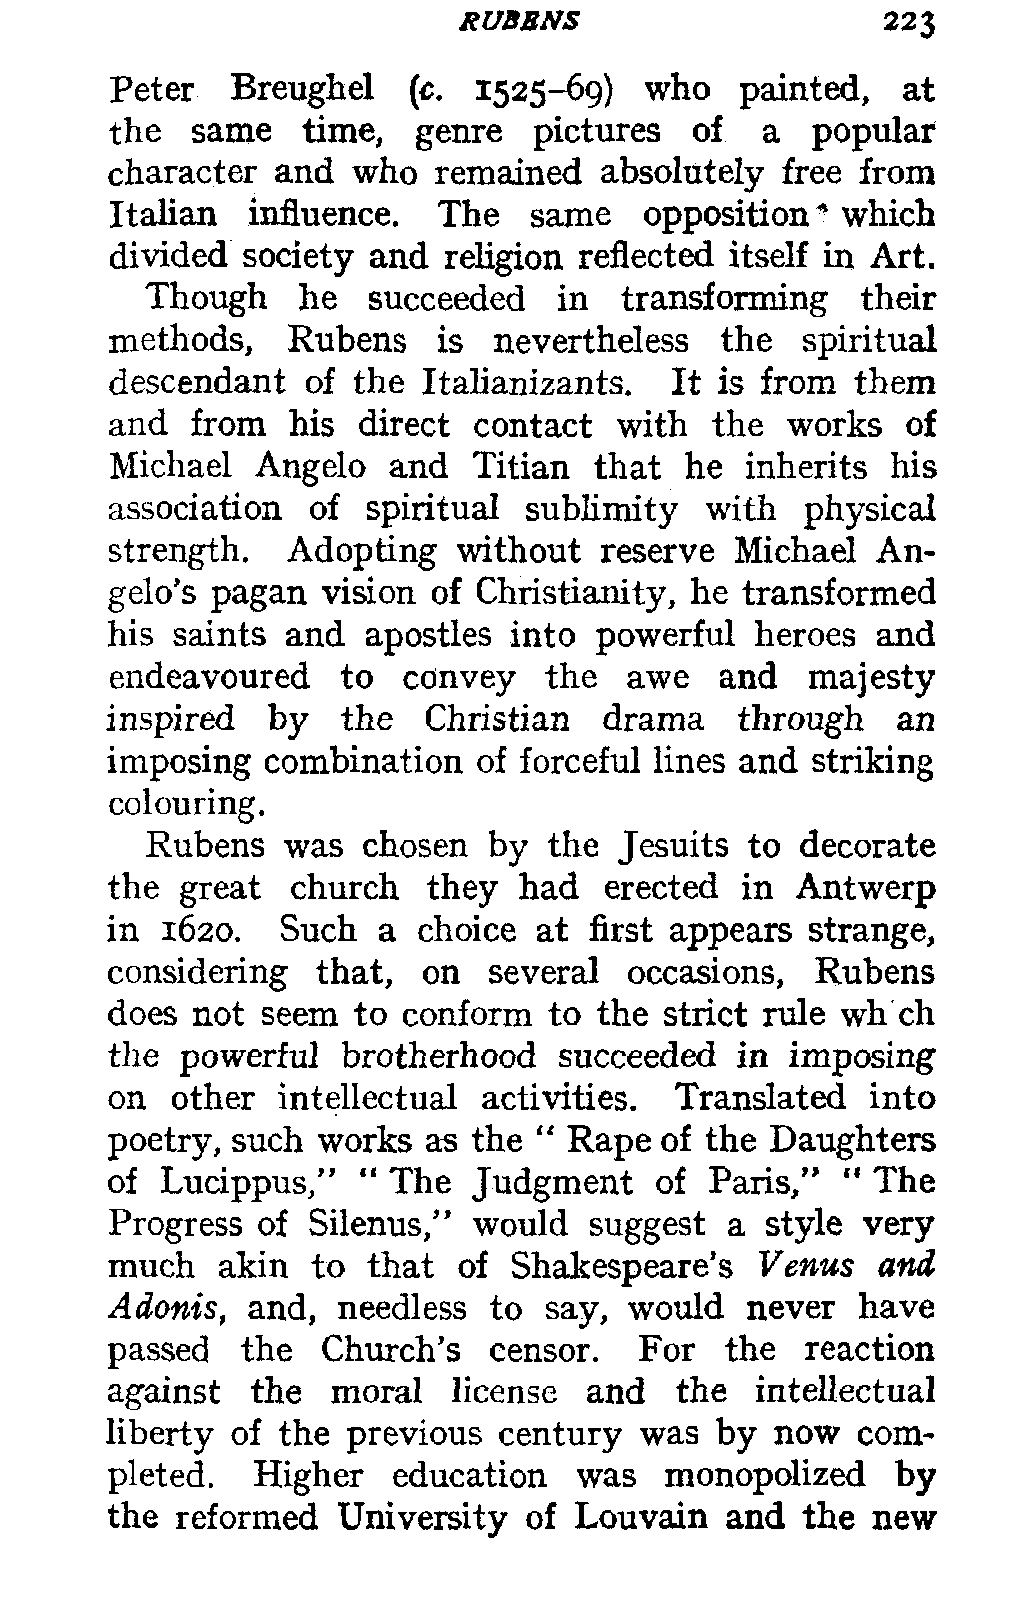 RUBENS 223
Peter Breughel (c. 1525–69) who painted, at
the same time, genre pictures of a popular
character and who remained absolutely free from
Italian influence. The same opposition which
divided society and religion reflected itself in Art.
Though he succeeded in transforming their
methods, Rubens is nevertheless the spiritual
descendant of the Italianizants. It is from them
and from his direct contact with the works of
Michael Angelo and Titian that he inherits his
association of spiritual sublimity with physical
strength. Adopting without reserve Michael An-
gelo's pagan vision of Christianity, he transformed
his saints and apostles into powerful heroes and
endeavoured to convey the awe and majesty
inspired by the Christian drama through an
imposing combination of forceful lines and striking
colouring.
Rubens was chosen by the Jesuits to decorate
the great church they had erected in Antwerp
in 1620. Such a choice at first appears strange,
considering that, on several occasions, Rubens
does not seem to conform to the strict rule wh ch
the powerful brotherhood succeeded in imposing
on other intellectual activities. Translated into
poetry, such works as the “ Rape of the Daughters
of Lucippus,” “ The Judgment of Paris,” “ The
Progress of Silenus,” would suggest a style very
much akin to that of Shakespeare's Venus and
Adonis, and, needless to say, would never have
passed the Church's censor. For the reaction
against the moral license and the intellectual
liberty of the previous century was by now com-
pleted. Higher education was monopolized by
the reformed University of Louvain and the new